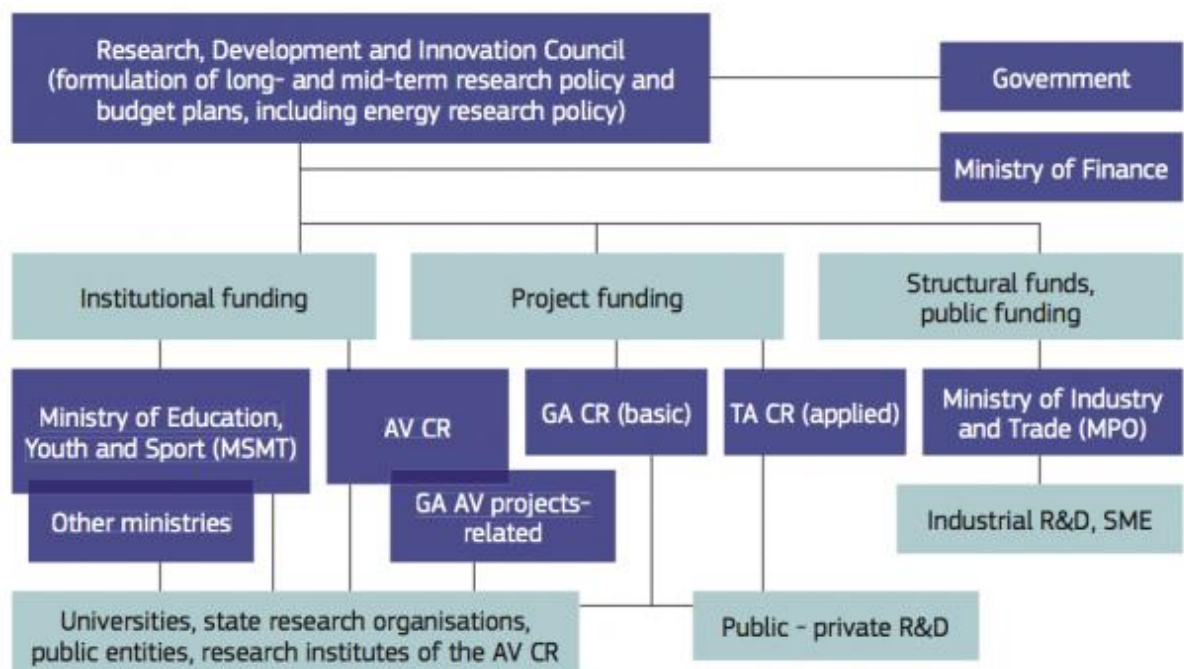 Research, Development and Innovation Council
(formulation of long- and mid-term research policy and
budget plans, including energy research policy)
Government
Ministry of Finance
Institutional funding
Project funding
Structural funds,
public funding
Ministry of Education,
Youth and Sport (MSMT)
AV CR
GA CR (basic)
TA CR (applied)
Ministry of Industry
and Trade (MPO)
Other ministries
GA AV projects-
related
Industrial R&D, SME
Universities, state research organisations,
public entities, research institutes of the AV CR
Public - private R&D